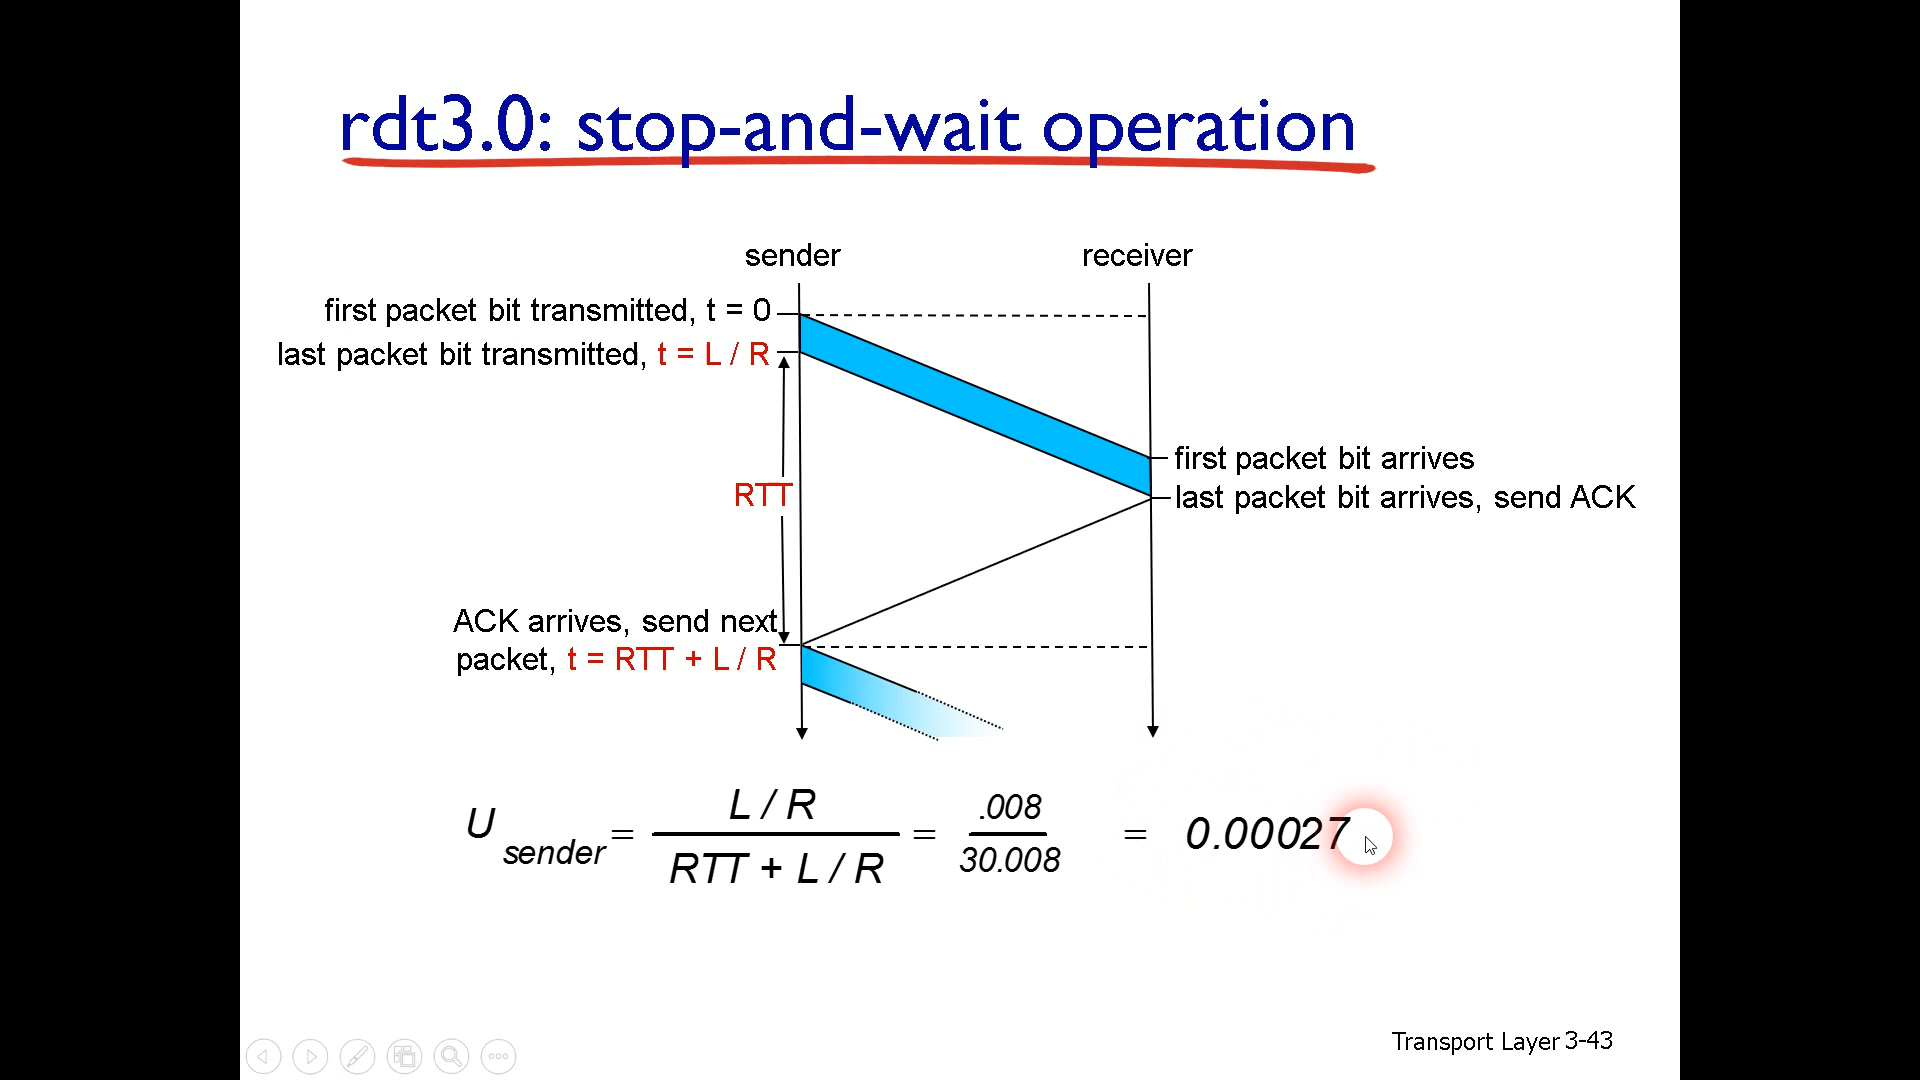 rdt3.0: stop-and-wait operation
sender
receiver
first packet bit transmitted, t = 0
last packet bit transmitted, t = L / R
first packet bit arrives
RTT
last packet bit arrives, send ACK
ACK arrives, send next
packet, t = RTT + L / R
U sender = L / R / RTT + L / R = .008 / 30.008 = 0.00027
Transport Layer 3-43